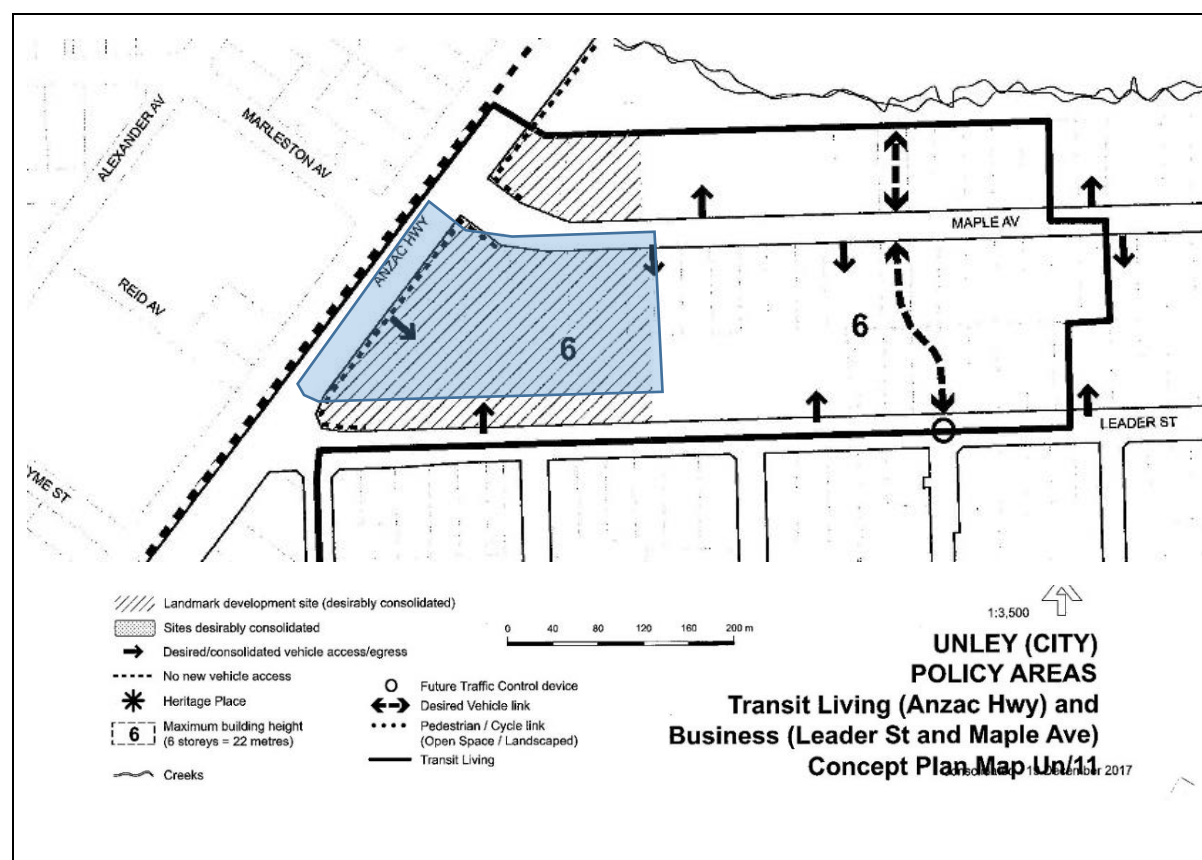 ALEXANDER AV
MARLESTON AV
ANZAC HWY
MAPLE AV
REID AV
6
6
LEADER ST
YME ST
Landmark development site (desirably consolidated)
Sites desirably consolidated
Desired/consolidated vehicle access/egress
No new vehicle access
Heritage Place
6
Maximum building height
(6 storeys = 22 metres)
Creeks
0 40 80 120 160 200 m
Future Traffic Control device
Desired Vehicle link
Pedestrian / Cycle link
(Open Space / Landscaped)
Transit Living
1:3,500
UNLEY (CITY)
POLICY AREAS
Transit Living (Anzac Hwy) and
Business (Leader St and Maple Ave)
Concept Plan Map Un/11
December 2017